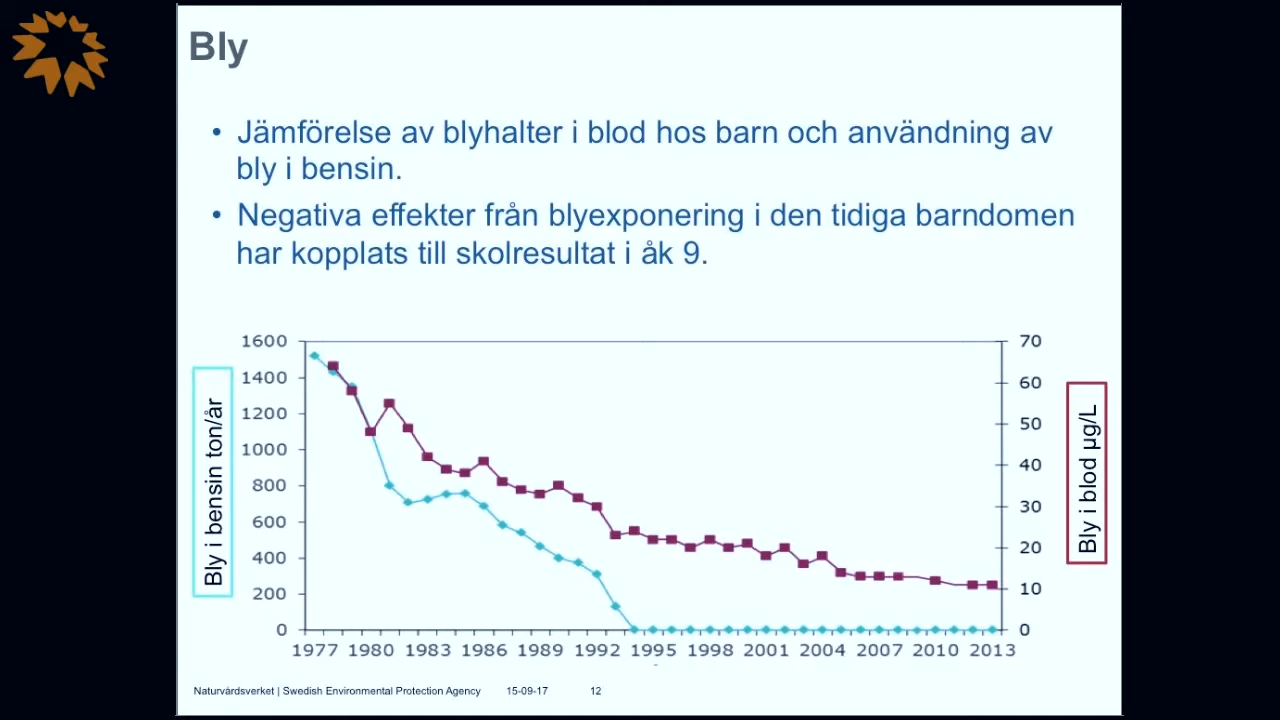 Bly
• Jämförelse av blyhalter i blod hos barn och användning av
bly i bensin.
• Negativa effekter från blyexponering i den tidiga barndomen
har kopplats till skolresultat i åk 9.
Bly i bensin ton/år
1600
1400
1200
1000
800
600
400
200
0
70
60
50
40
30
20
10
0
Bly i blod µg/L
1977 1980 1983 1986 1989 1992 1995 1998 2001 2004 2007 2010 2013
Naturvårdsverket | Swedish Environmental Protection Agency 15-09-17 12